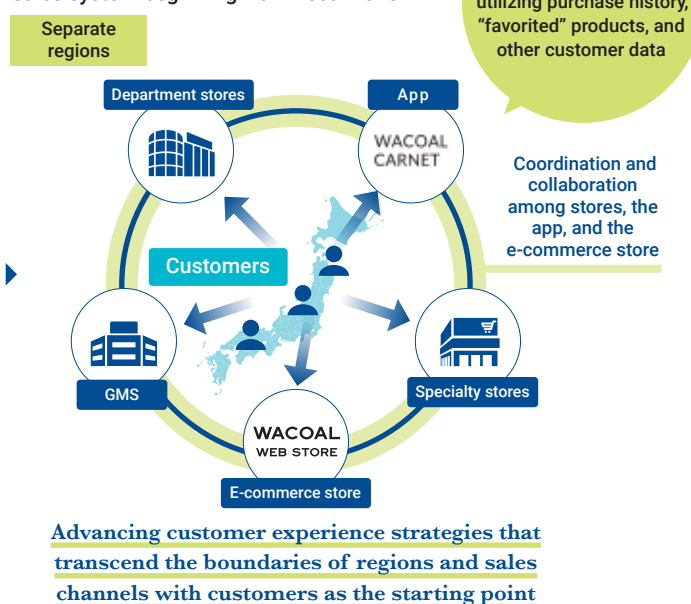 utilizing purchase history,
“favorited” products, and
other customer data
Separate
regions
Department stores
App
WACOAL
CARNET
Coordination and
collaboration
among stores, the
app, and the
e-commerce store
Customers
GMS
Specialty stores
WACOAL
WEB STORE
E-commerce store
Advancing customer experience strategies that
transcend the boundaries of regions and sales
channels with customers as the starting point